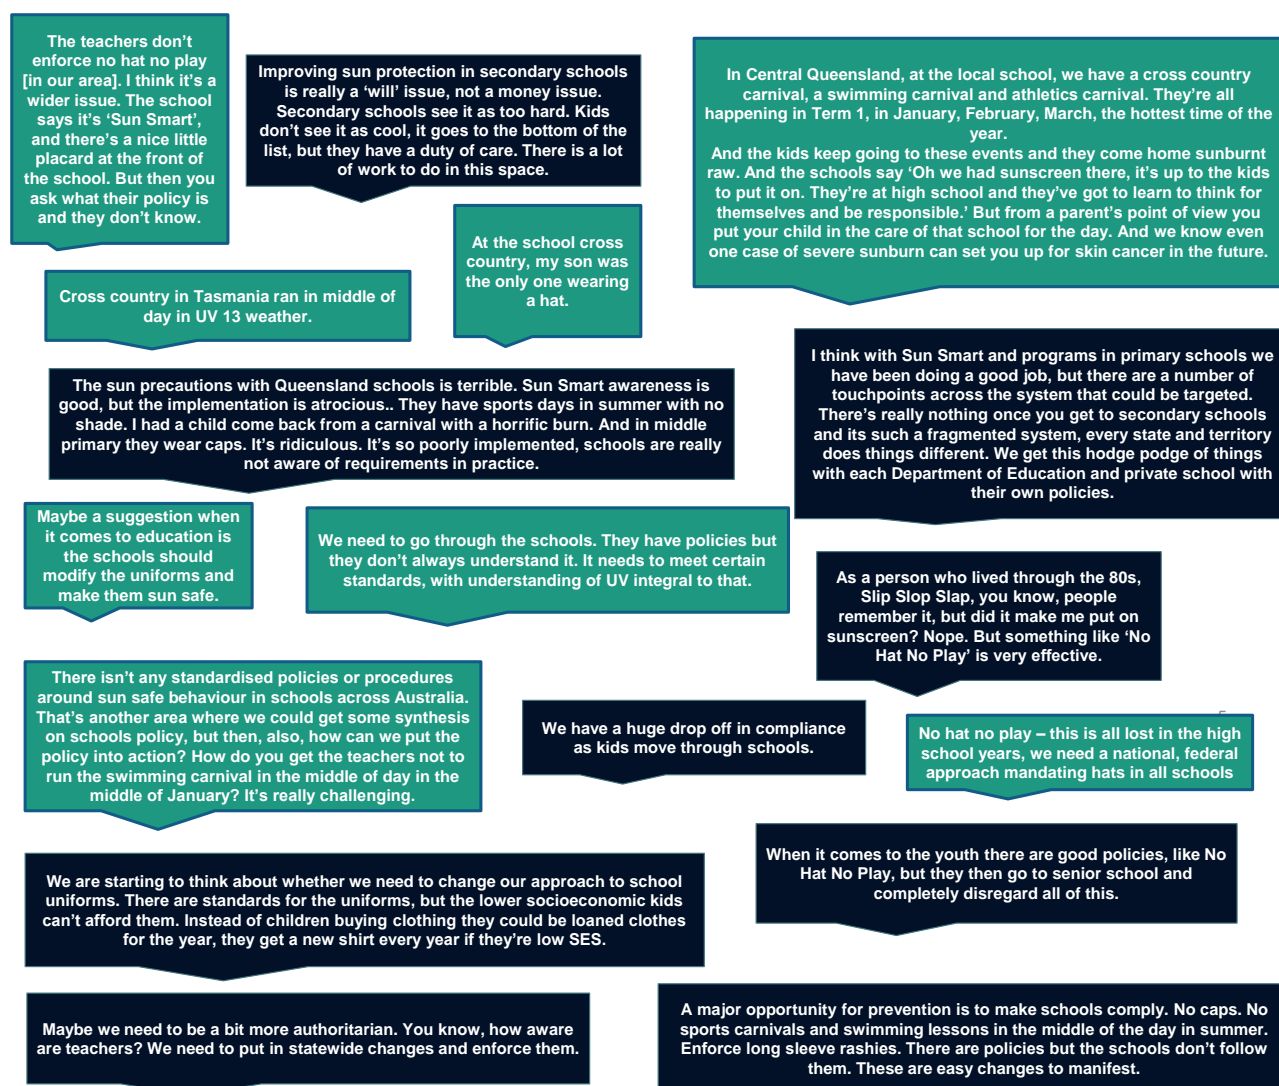 The teachers don't
enforce no hat no play
[in our area]. I think it's a
wider issue. The school
says it's 'Sun Smart',
and there's a nice little
placard at the front of
the school. But then you
ask what their policy is
and they don't know.
Improving sun protection in secondary schools
is really a 'will' issue, not a money issue.
Secondary schools see it as too hard. Kids
don't see it as cool, it goes to the bottom of the
list, but they have a duty of care. There is a lot
of work to do in this space.
In Central Queensland, at the local school, we have a cross country
carnival, a swimming carnival and athletics carnival. They're all
happening in Term 1, in January, February, March, the hottest time of the
year.
And the kids keep going to these events and they come home sunburnt
raw. And the schools say 'Oh we had sunscreen there, it's up to the kids
to put it on. They're at high school and they've got to learn to think for
themselves and be responsible.' But from a parent's point of view you
put your child in the care of that school for the day. And we know even
one case of severe sunburn can set you up for skin cancer in the future.
At the school cross
country, my son was
the only one wearing
a hat.
Cross country in Tasmania ran in middle of
day in UV 13 weather.
I think with Sun Smart and programs in primary schools we
have been doing a good job, but there are a number of
touchpoints across the system that could be targeted.
There's really nothing once you get to secondary schools
and its such a fragmented system, every state and territory
does things different. We get this hodge podge of things
with each Department of Education and private school with
their own policies.
The sun precautions with Queensland schools is terrible. Sun Smart awareness is
good, but the implementation is atrocious.. They have sports days in summer with no
shade. I had a child come back from a carnival with a horrific burn. And in middle
primary they wear caps. It's ridiculous. It's so poorly implemented, schools are really
not aware of requirements in practice.
Maybe a suggestion when
it comes to education is
the schools should
modify the uniforms and
make them sun safe.
We need to go through the schools. They have policies but
they don't always understand it. It needs to meet certain
standards, with understanding of UV integral to that.
As a person who lived through the 80s,
Slip Slop Slap, you know, people
remember it, but did it make me put on
sunscreen? Nope. But something like 'No
Hat No Play' is very effective.
There isn't any standardised policies or procedures
around sun safe behaviour in schools across Australia.
That's another area where we could get some synthesis
on schools policy, but then, also, how can we put the
policy into action? How do you get the teachers not to
run the swimming carnival in the middle of day in the
middle of January? It's really challenging.
We have a huge drop off in compliance
as kids move through schools.
No hat no play – this is all lost in the high
school years, we need a national, federal
approach mandating hats in all schools
When it comes to the youth there are good policies, like No
Hat No Play, but they then go to senior school and
completely disregard all of this.
We are starting to think about whether we need to change our approach to school
uniforms. There are standards for the uniforms, but the lower socioeconomic kids
can't afford them. Instead of children buying clothing they could be loaned clothes
for the year, they get a new shirt every year if they're low SES.
Maybe we need to be a bit more authoritarian. You know, how aware
are teachers? We need to put in statewide changes and enforce them.
A major opportunity for prevention is to make schools comply. No caps. No
sports carnivals and swimming lessons in the middle of the day in summer.
Enforce long sleeve rashies. There are policies but the schools don't follow
them. These are easy changes to manifest.